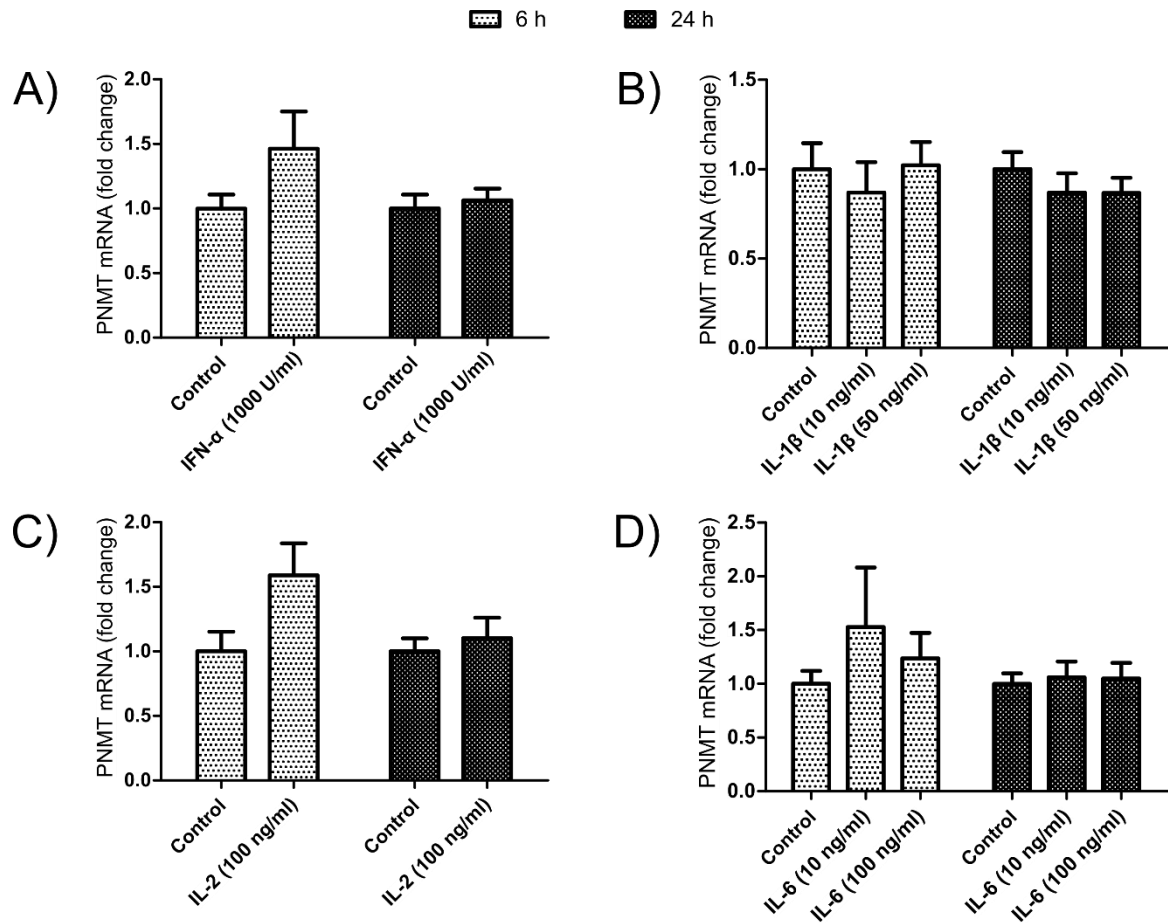 6 h
24 h
A)
PNMT mRNA (fold change)
2.0
1.5
1.0
0.5
0.0
Control
IFN-α (1000 U/ml)
Control
IFN-α (1000 U/ml)
B)
PNMT mRNA (fold change)
1.5
1.0
0.5
0.0
Control
IL-1β (10 ng/ml)
IL-1β (50 ng/ml)
Control
IL-1β (10 ng/ml)
IL-1β (50 ng/ml)
C)
PNMT mRNA (fold change)
2.0
1.5
1.0
0.5
0.0
Control
IL-2 (100 ng/ml)
Control
IL-2 (100 ng/ml)
D)
PNMT mRNA (fold change)
2.5
2.0
1.5
1.0
0.5
0.0
Control
IL-6 (10 ng/ml)
IL-6 (100 ng/ml)
Control
IL-6 (10 ng/ml)
IL-6 (100 ng/ml)